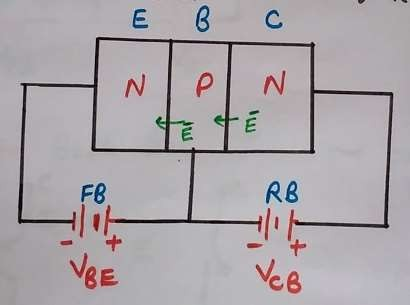 E B C
N P N
Ē Ē
FB RB
- + - +
VBE VCB